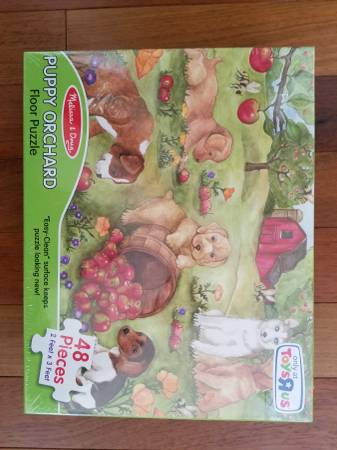 Melissa & Doug
PUPPY ORCHARD
Floor Puzzle
"Easy-Clean" surface keeps
puzzle looking new!
48
Pieces
2 Feet x 3 Feet
only at
ToysRus